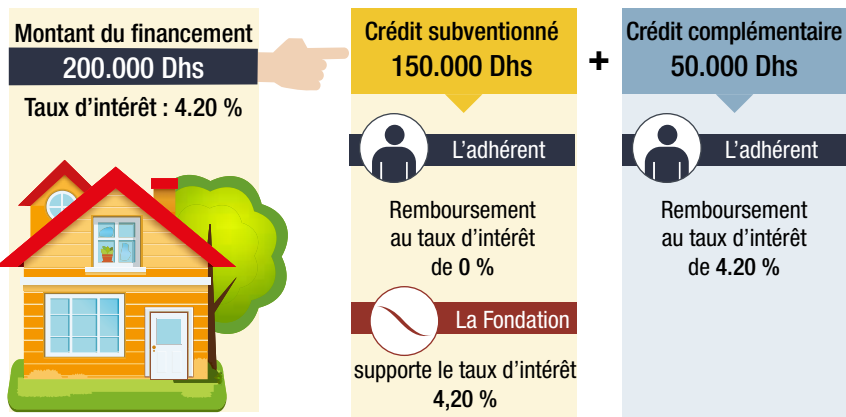 Montant du financement
200.000 Dhs
Taux d'intérêt : 4.20 %
Crédit subventionné
150.000 Dhs
L'adhérent
Remboursement
au taux d'intérêt
de 0 %
La Fondation
supporte le taux d'intérêt
4,20 %
+
Crédit complémentaire
50.000 Dhs
L'adhérent
Remboursement
au taux d'intérêt
de 4.20 %